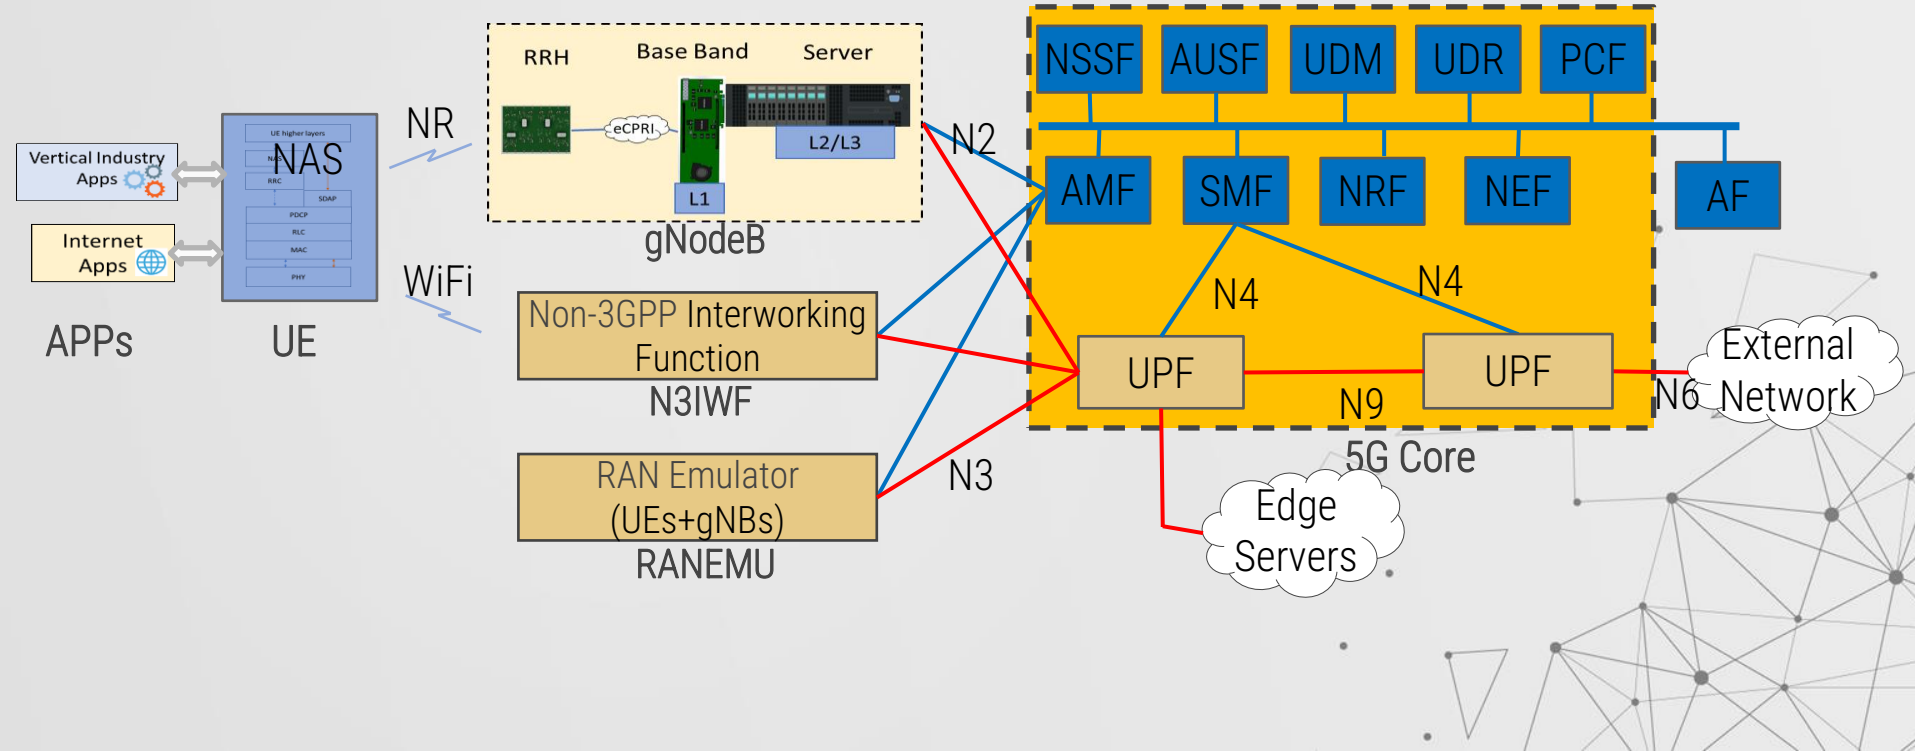 Vertical Industry
Apps
Internet
Apps
APPs
UE higher layers
NAS
NAS
RRC
SDAP
PDCP
RLC
MAC
PHY
UE
NR
WiFi
RRH
Base Band
Server
eCPRI
L2/L3
L1
gNodeB
Non-3GPP Interworking
Function
N3IWF
RAN Emulator
(UEs+gNBs)
RANEMU
N2
N3
NSSF
AUSF
UDM
UDR
PCF
AMF
SMF
NRF
NEF
AF
N4
N4
UPF
UPF
N9
N6
External
Network
5G Core
Edge
Servers